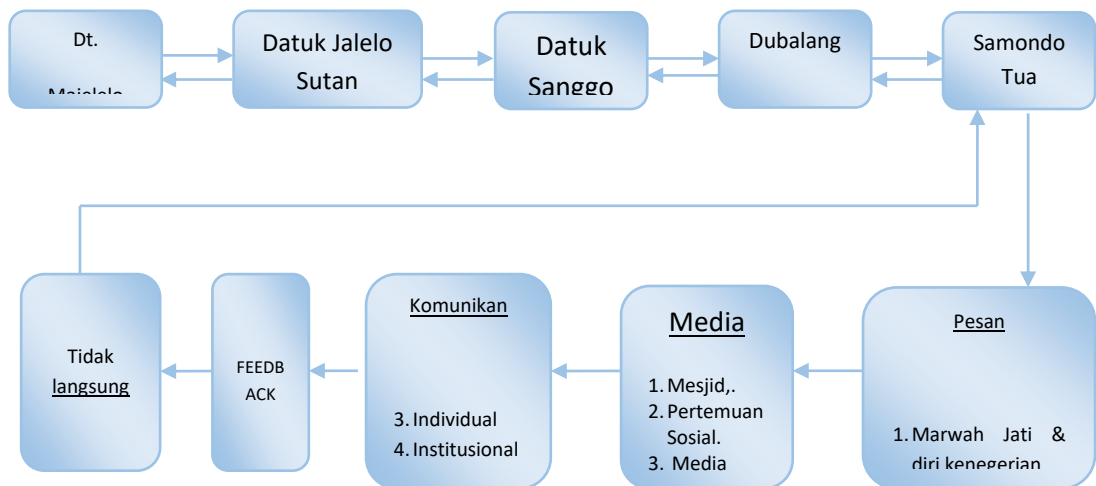 Dt.
Majelelo
Datuk Jalelo
Sutan
Datuk
Sanggo
Dubalang
Samondo
Tua
Tidak
langsung
FEEDB
ACK
Komunikan
3. Individual
4. Institusional
Media
1. Mesjid,.
2. Pertemuan
Sosial.
3. Media
Pesan
1. Marwah Jati &
diri kenegerian